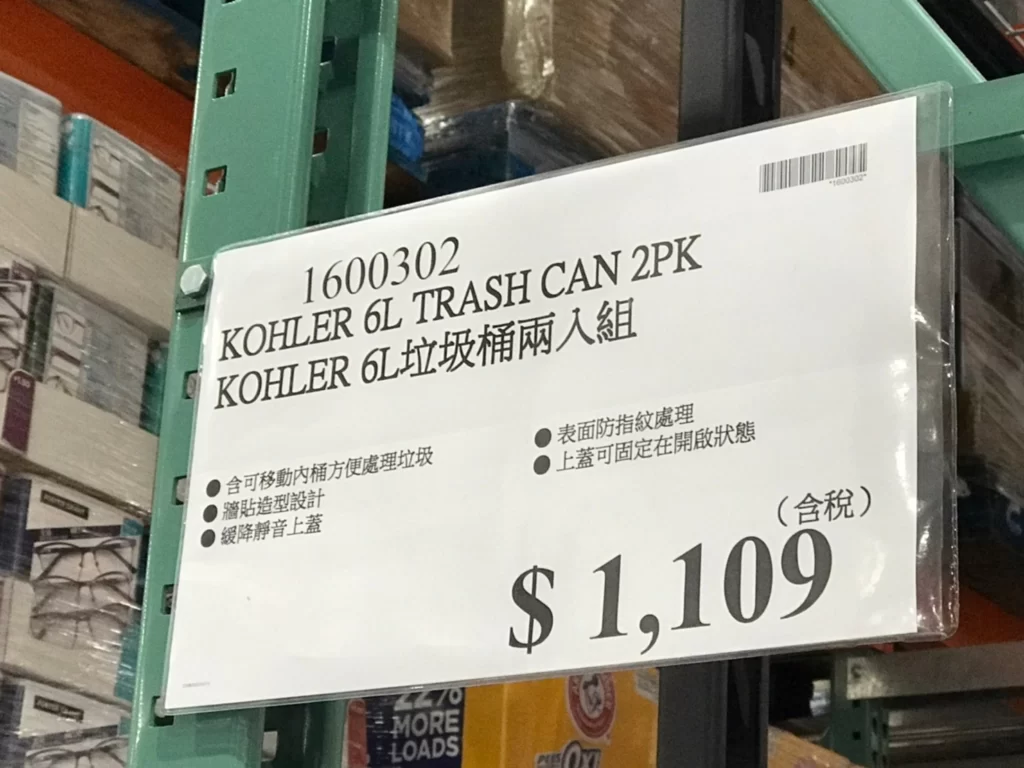 *1600302*
1600302
KOHLER 6L TRASH CAN 2PK
KOHLER 6L垃圾桶兩入組
● 含可移動內桶方便處理垃圾
● 牆貼造型設計
● 緩降靜音上蓋
● 表面防指紋處理
● 上蓋可固定在開啟狀態
（含稅）
$ 1,109
22%
MORE
LOADS
PLUS OXI